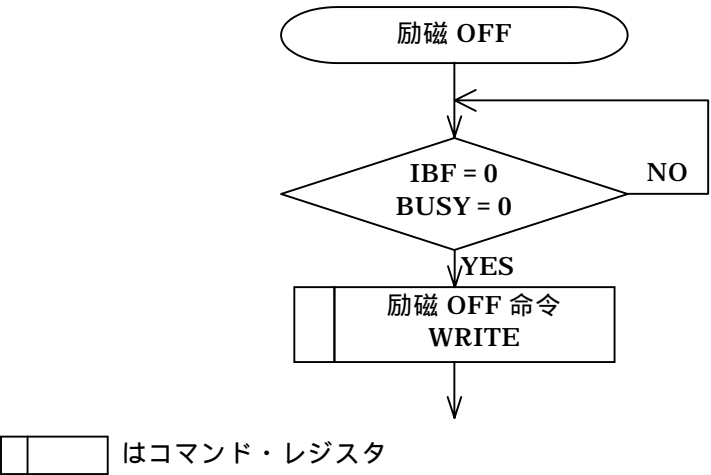 励磁 OFF
IBF = 0
BUSY = 0
NO
YES
励磁 OFF 命令
WRITE
はコマンド・レジスタ